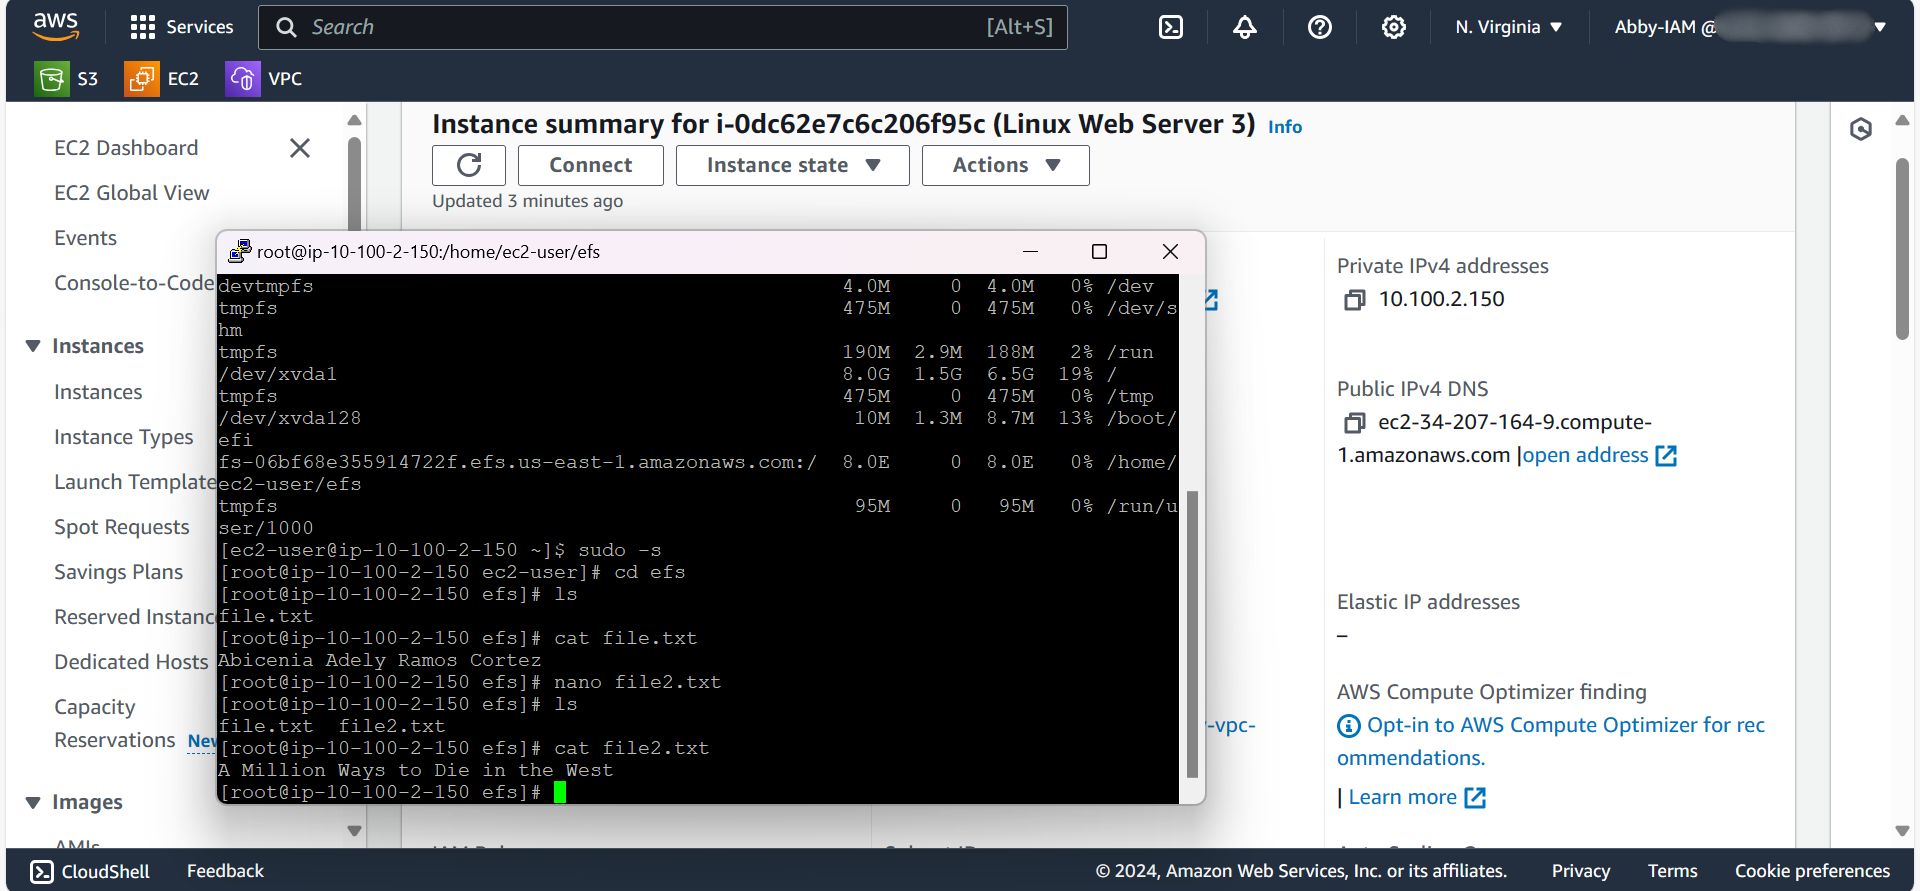 aws
Services
Search
[Alt+S]
N. Virginia
Abby-IAM @
S3
EC2
VPC
EC2 Dashboard
EC2 Global View
Events
Console-to-Code
Instances
Instances
Instance Types
Launch Template
Spot Requests
Savings Plans
Reserved Instanc
Dedicated Hosts
Capacity
Reservations New
Images
AMIs
Instance summary for i-0dc62e7c6c206f95c (Linux Web Server 3) Info
Connect
Instance state
Actions
Updated 3 minutes ago
root@ip-10-100-2-150:/home/ec2-user/efs
devtmpfs 4.0M 0 4.0M 0% /dev
tmpfs 475M 0 475M 0% /dev/s
hm
tmpfs 190M 2.9M 188M 2% /run
/dev/xvda1 8.0G 1.5G 6.5G 19% /
tmpfs 475M 0 475M 0% /tmp
/dev/xvda128 10M 1.3M 8.7M 13% /boot/
efi
fs-06bf68e355914722f.efs.us-east-1.amazonaws.com:/ 8.0E 0 8.0E 0% /home/
ec2-user/efs
tmpfs 95M 0 95M 0% /run/u
ser/1000
[ec2-user@ip-10-100-2-150 ~]$ sudo -s
[root@ip-10-100-2-150 ec2-user]# cd efs
[root@ip-10-100-2-150 efs]# ls
file.txt
[root@ip-10-100-2-150 efs]# cat file.txt
Abicenia Adely Ramos Cortez
[root@ip-10-100-2-150 efs]# nano file2.txt
[root@ip-10-100-2-150 efs]# ls
file.txt file2.txt
[root@ip-10-100-2-150 efs]# cat file2.txt
A Million Ways to Die in the West
[root@ip-10-100-2-150 efs]#
-vpc-
Private IPv4 addresses
10.100.2.150
Public IPv4 DNS
ec2-34-207-164-9.compute-
1.amazonaws.com |open address
Elastic IP addresses
–
AWS Compute Optimizer finding
Opt-in to AWS Compute Optimizer for rec
ommendations.
| Learn more
CloudShell
Feedback
© 2024, Amazon Web Services, Inc. or its affiliates.
Privacy
Terms
Cookie preferences